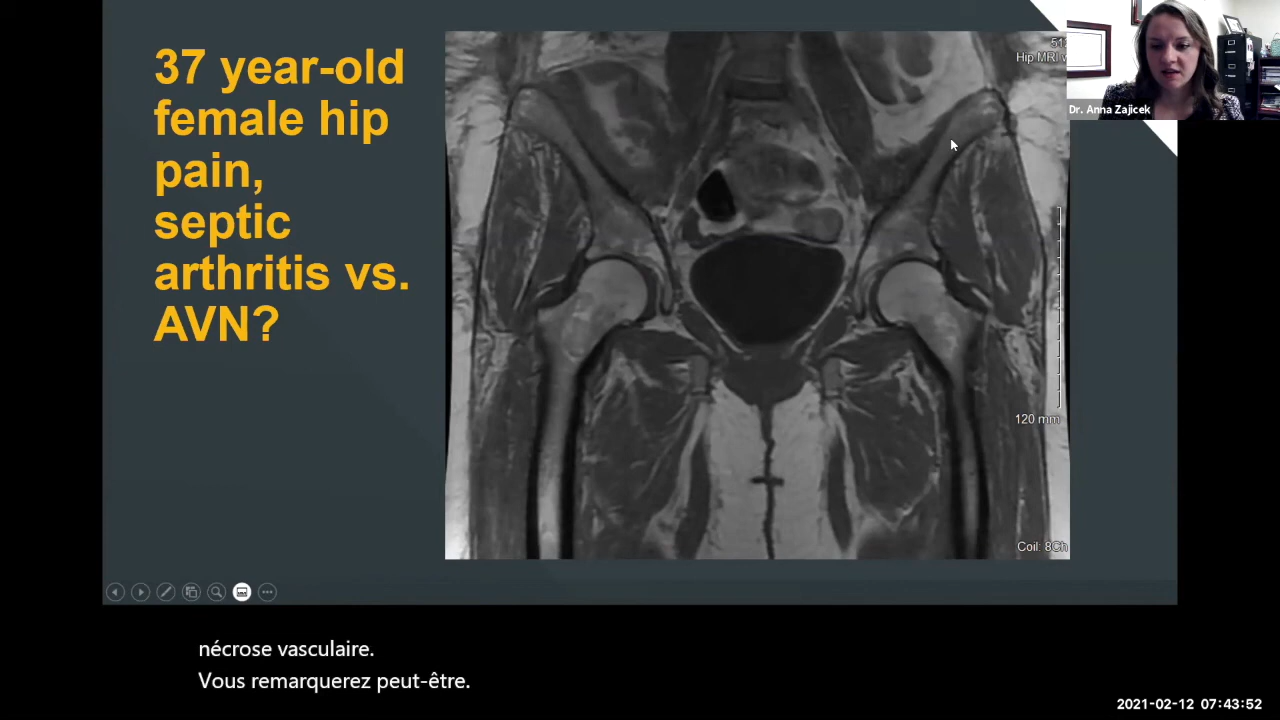 37 year-old
female hip
pain,
septic
arthritis vs.
AVN?
Hip MRI
Dr. Anna Zajicek
120 mm
Coil: 8Ch
nécrose vasculaire.
Vous remarquerez peut-être.
2021-02-12 07:43:52